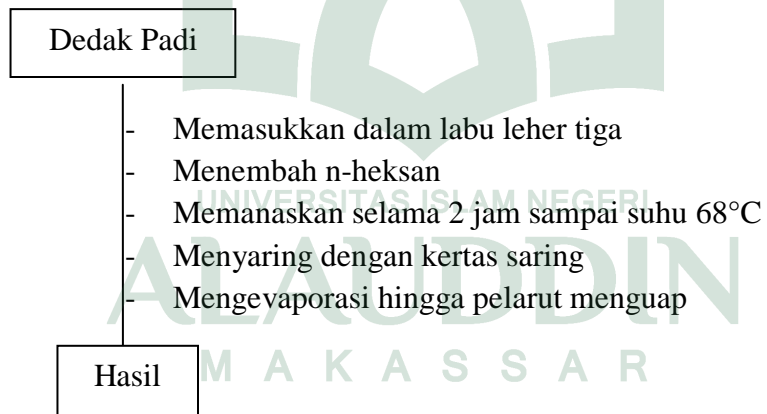 Dedak Padi
- Memasukkan dalam labu leher tiga
- Menembah n-heksan
UNIVERSITAS ISLAM NEGERI
- Memanaskan selama 2 jam sampai suhu 68°C
- Menyaring dengan kertas saring
ALAUDDIN
- Mengevaporasi hingga pelarut menguap
Hasil
MAKASSAR